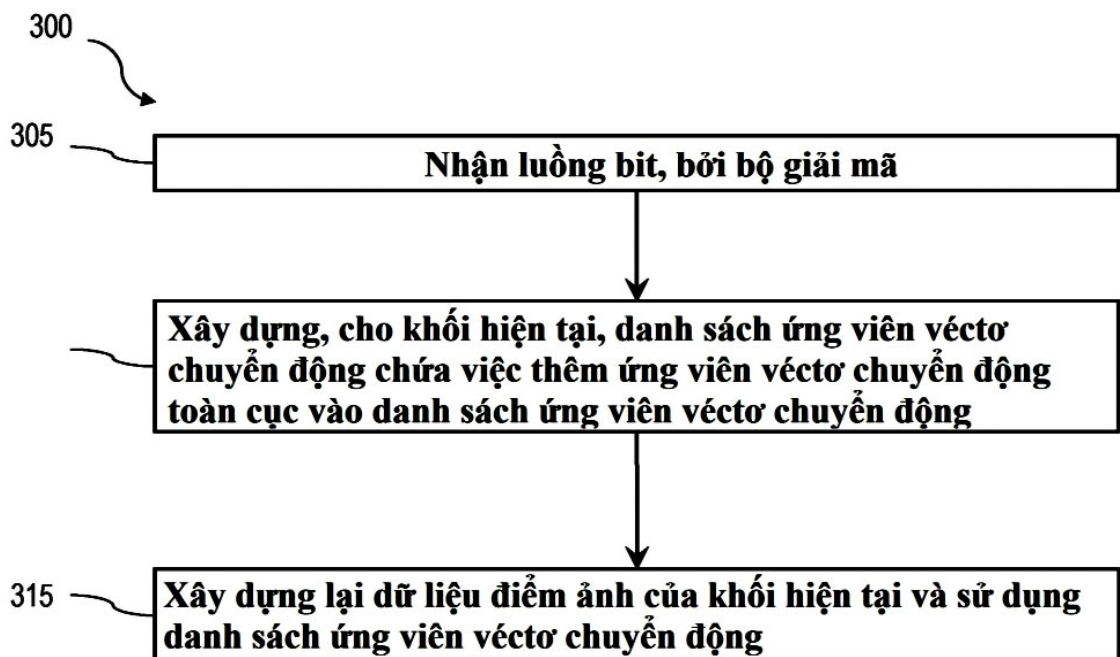 300
305
Nhận luồng bit, bởi bộ giải mã
Xây dựng, cho khối hiện tại, danh sách ứng viên véctơ
chuyển động chứa việc thêm ứng viên véctơ chuyển động
toàn cục vào danh sách ứng viên véctơ chuyển động
315
Xây dựng lại dữ liệu điểm ảnh của khối hiện tại và sử dụng
danh sách ứng viên véctơ chuyển động